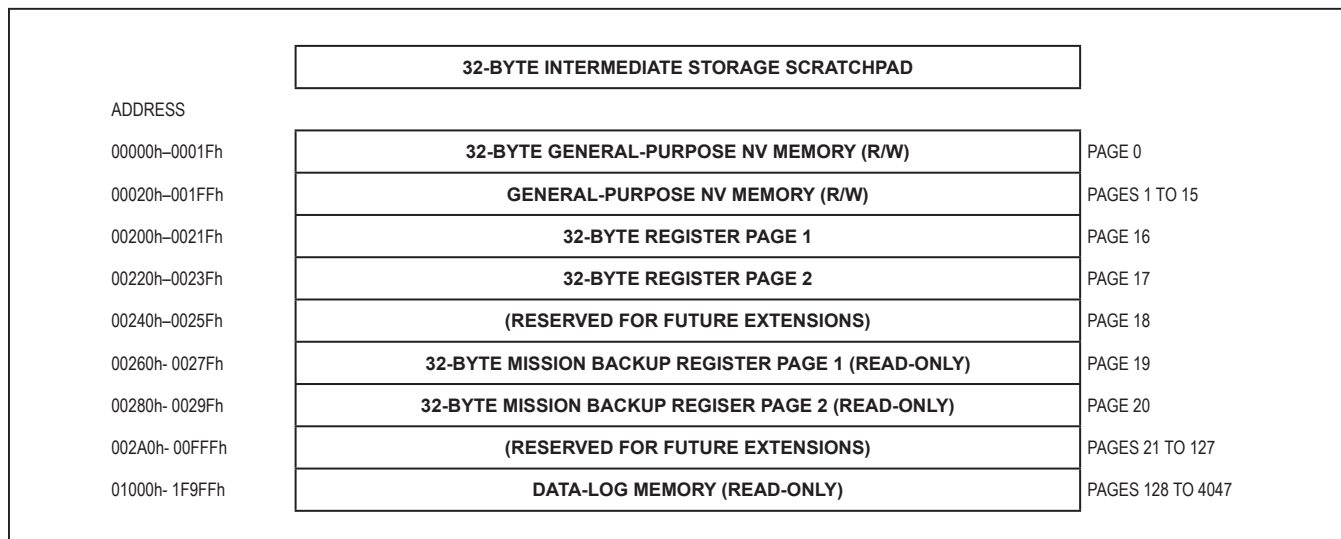 32-BYTE INTERMEDIATE STORAGE SCRATCHPAD
ADDRESS
00000h–0001Fh 32-BYTE GENERAL-PURPOSE NV MEMORY (R/W) PAGE 0
00020h–001FFh GENERAL-PURPOSE NV MEMORY (R/W) PAGES 1 TO 15
00200h–0021Fh 32-BYTE REGISTER PAGE 1 PAGE 16
00220h–0023Fh 32-BYTE REGISTER PAGE 2 PAGE 17
00240h–0025Fh (RESERVED FOR FUTURE EXTENSIONS) PAGE 18
00260h- 0027Fh 32-BYTE MISSION BACKUP REGISTER PAGE 1 (READ-ONLY) PAGE 19
00280h- 0029Fh 32-BYTE MISSION BACKUP REGISER PAGE 2 (READ-ONLY) PAGE 20
002A0h- 00FFFh (RESERVED FOR FUTURE EXTENSIONS) PAGES 21 TO 127
01000h- 1F9FFh DATA-LOG MEMORY (READ-ONLY) PAGES 128 TO 4047